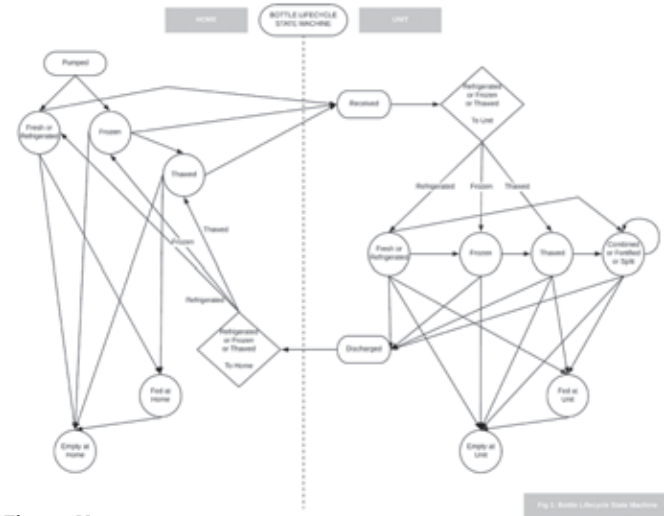 HOME
BOTTLE LIFECYCLE
STATE MACHINE
UNIT
Pumped
Fresh or
Refrigerated
Frozen
Thawed
Received
Refrigerated
or Frozen
or Thawed
To Unit
Refrigerated
Frozen
Thawed
Fresh or
Refrigerated
Frozen
Thawed
Combined
or Fortified
or Split
Thawed
Frozen
Refrigerated
Refrigerated
or Frozen
or Thawed
To Home
Discharged
Fed at
Home
Fed at
Unit
Empty at
Home
Empty at
Unit
Fig 1: Bottle Lifecycle State Machine